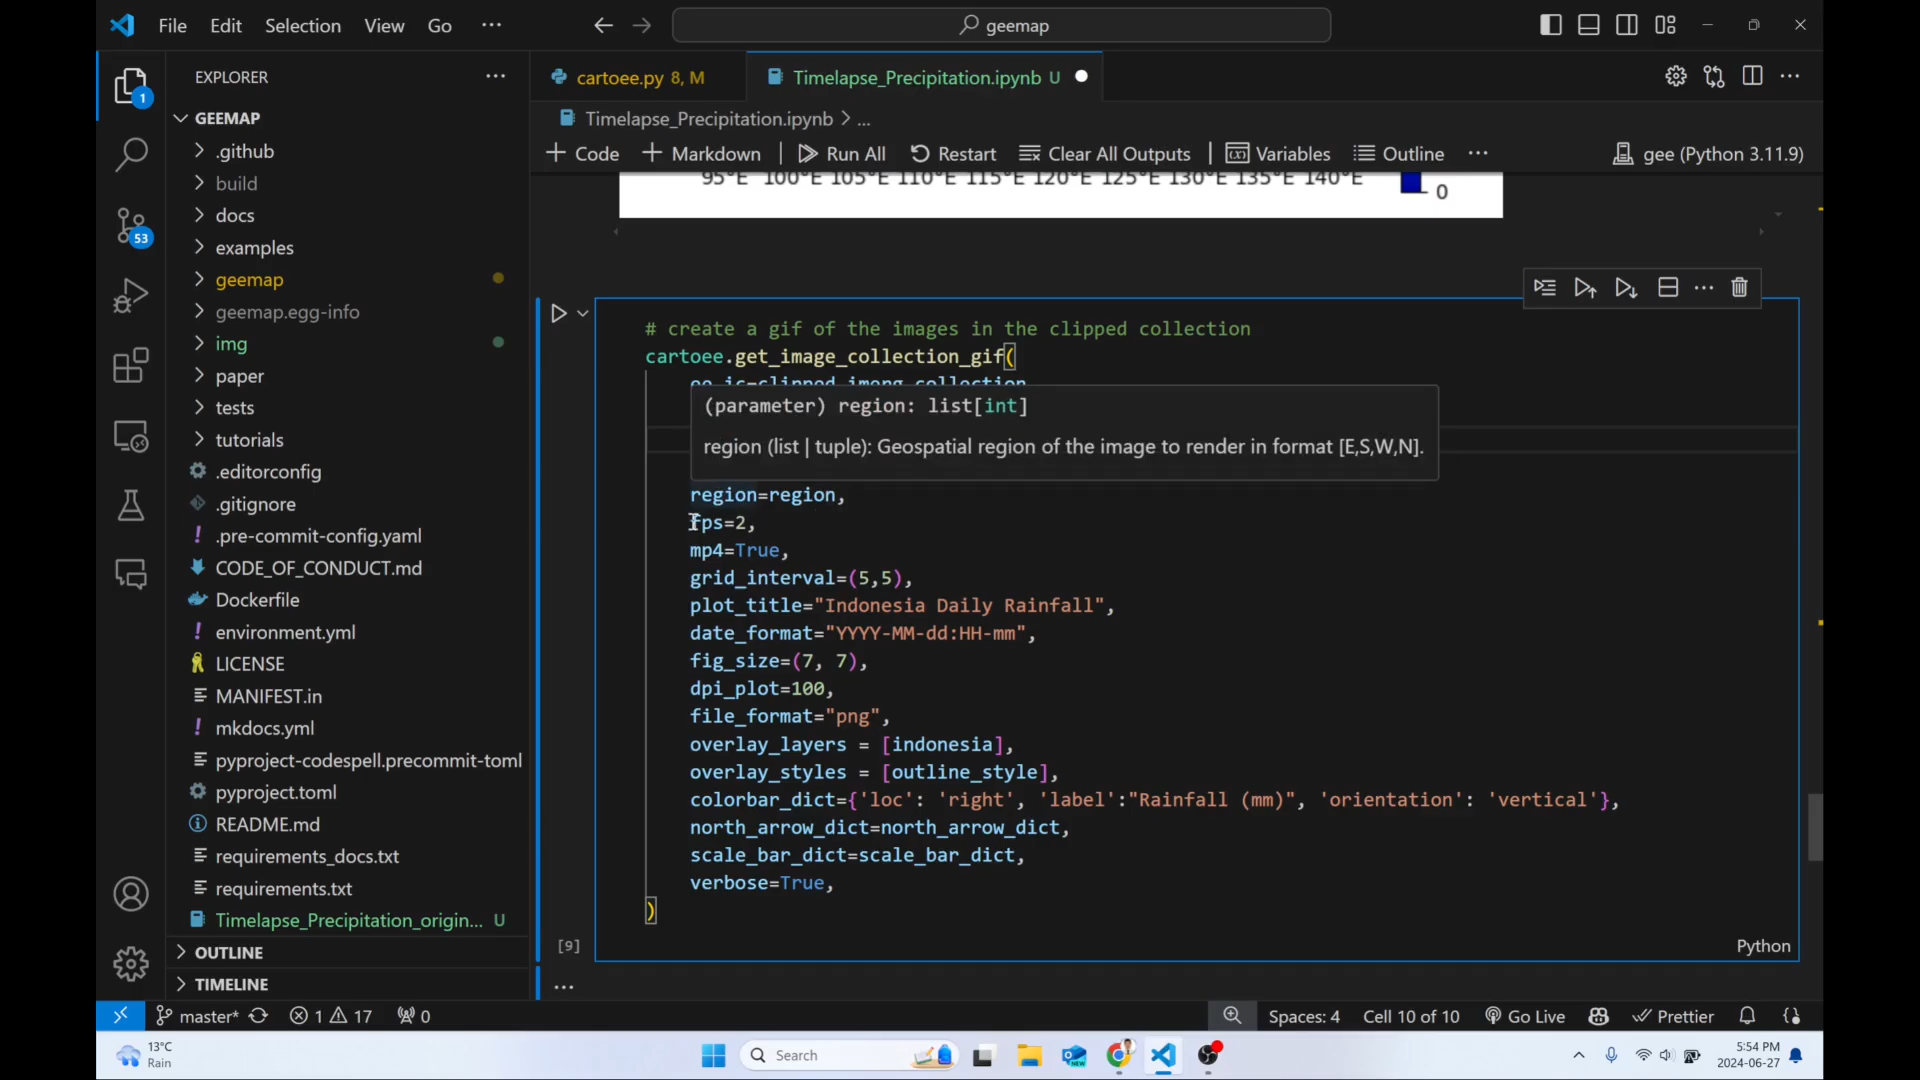 File Edit Selection View Go ··· geemap
EXPLORER ···
cartoee.py 8, M
Timelapse_Precipitation.ipynb U
Timelapse_Precipitation.ipynb > ...
+ Code + Markdown Run All Restart Clear All Outputs Variables Outline ··· gee (Python 3.11.9)
GEEMAP
.github
build
docs
examples
geemap
geemap.egg-info
img
paper
tests
tutorials
.editorconfig
.gitignore
.pre-commit-config.yaml
CODE_OF_CONDUCT.md
Dockerfile
environment.yml
LICENSE
MANIFEST.in
mkdocs.yml
pyproject-codespell.precommit-toml
pyproject.toml
README.md
requirements_docs.txt
requirements.txt
Timelapse_Precipitation_origin... U
OUTLINE
TIMELINE
1
53
95°E 100°E 105°E 110°E 115°E 120°E 125°E 130°E 135°E 140°E 0
# create a gif of the images in the clipped collection
cartoee.get_image_collection_gif(
ee_ic=clipped_imerg_collection
(parameter) region: list[int]
region (list | tuple): Geospatial region of the image to render in format [E,S,W,N].
region=region,
fps=2,
mp4=True,
grid_interval=(5,5),
plot_title="Indonesia Daily Rainfall",
date_format="YYYY-MM-dd:HH-mm",
fig_size=(7, 7),
dpi_plot=100,
file_format="png",
overlay_layers = [indonesia],
overlay_styles = [outline_style],
colorbar_dict={'loc': 'right', 'label':"Rainfall (mm)", 'orientation': 'vertical'},
north_arrow_dict=north_arrow_dict,
scale_bar_dict=scale_bar_dict,
verbose=True,
)
[9] Python
...
master* 1 17 0 Spaces: 4 Cell 10 of 10 Go Live Prettier
13°C
Rain
Search
5:54 PM
2024-06-27